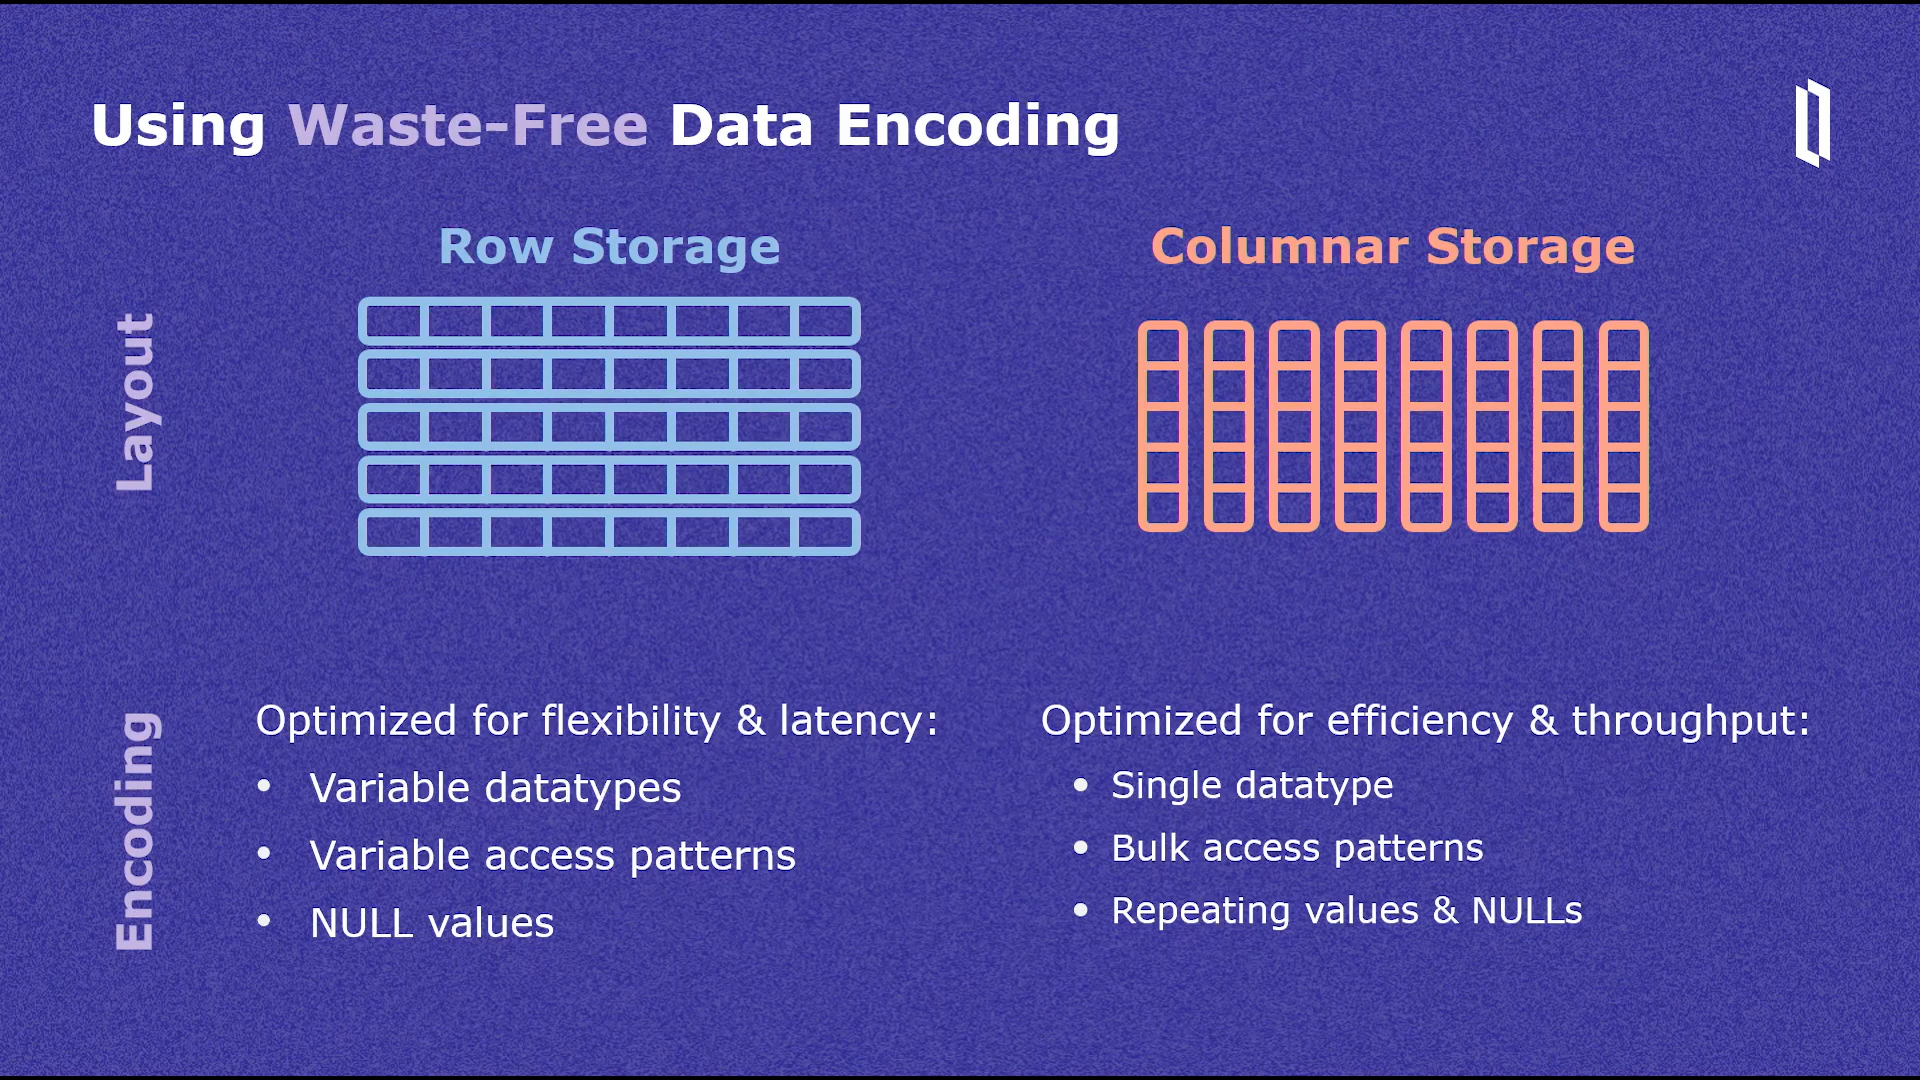 Using Waste-Free Data Encoding
Row Storage
Columnar Storage
Layout
Encoding
Optimized for flexibility & latency:
• Variable datatypes
• Variable access patterns
• NULL values
Optimized for efficiency & throughput:
• Single datatype
• Bulk access patterns
• Repeating values & NULLs